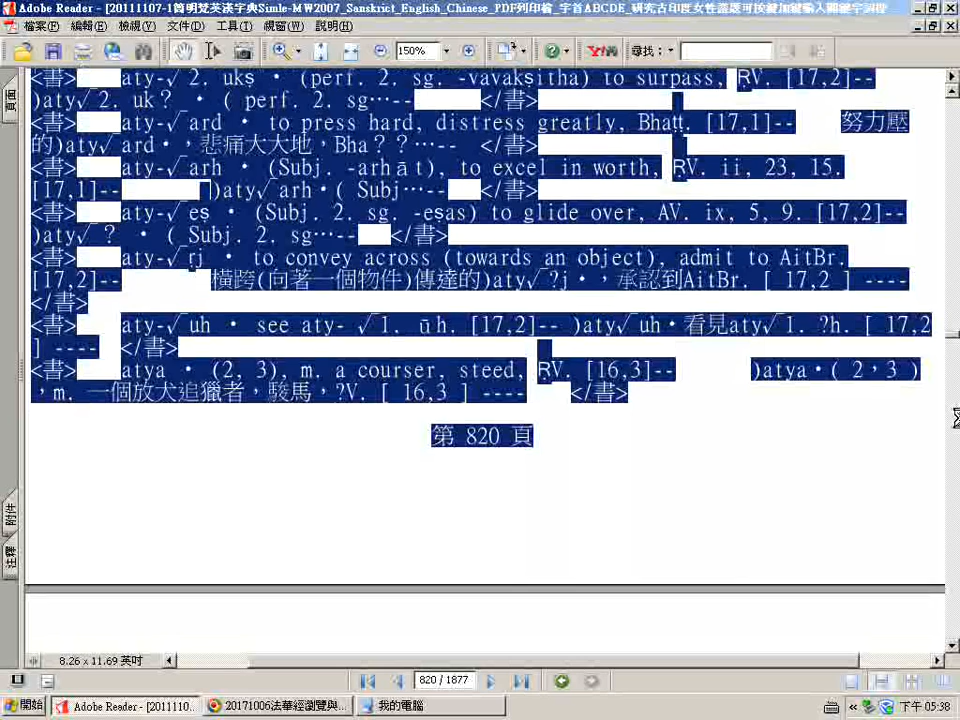 Adobe Reader - [20111107-1簡明梵英漢字典Simle-MW2007_Sanskrict_English_Chinese_PDF列印檔_字首ABCDE_研究古印度女性議題可按鍵加鍵輸入關鍵字詞搜
檔案(F) 編輯(E) 檢視(V) 文件(D) 工具(T) 視窗(W) 說明(H)
150% Y! 尋找:
頁面
<書> aty-√ 2. ukṣ • (perf. 2. sg. -vavakṣitha) to surpass, ṚV. [17,2]--
)aty√ 2. uk? • ( perf. 2. sg…-- </書>
<書> aty-√ ard • to press hard, distress greatly, Bhaṭṭ. [17,1]-- 努力壓
的)aty√ ard•,悲痛大大地,Bha??…-- </書>
<書> aty-√ arh • (Subj. -arhāt), to excel in worth, ṚV. ii, 23, 15.
[17,1]-- )aty√ arh•( Subj…-- </書>
<書> aty-√ eṣ • (Subj. 2. sg. -eṣas) to glide over, AV. ix, 5, 9. [17,2]--
)aty√ ? • ( Subj. 2. sg…-- </書>
<書> aty-√ ṛj • to convey across (towards an object), admit to AitBr.
[17,2]-- 橫跨(向著一個物件)傳達的)aty√ ?j•,承認到AitBr. [ 17,2 ] ----
</書>
<書> aty-√ uh • see aty- √ 1. ūh. [17,2]-- )aty√ uh•看見aty√ 1. ?h. [ 17,2
] ---- </書>
<書> atya • (2, 3), m. a courser, steed, ṚV. [16,3]-- )atya•( 2,3 )
,m. 一個放犬追獵者,駿馬,?V. [ 16,3 ] ---- </書>
第 820 頁
附件
注釋
8.26 x 11.69 英吋
820 / 1877
開始 Adobe Reader - [2011110... 20171006法華經瀏覽與... 我的電腦 下午 05:38